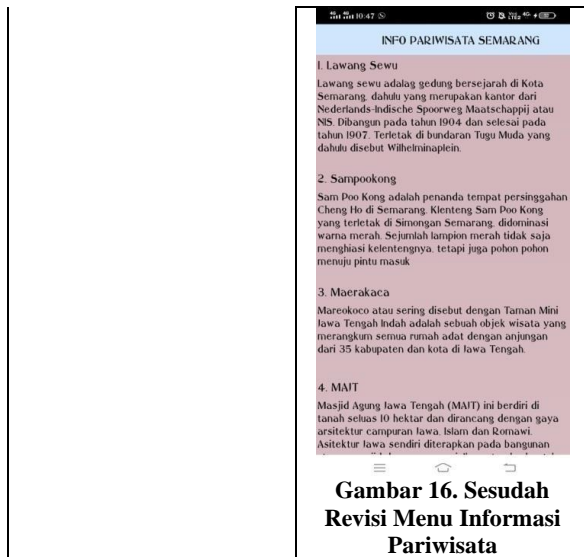 10:47
INFO PARIWISATA SEMARANG
1. Lawang Sewu
Lawang sewu adalag gedung bersejarah di Kota
Semarang, dahulu yang merupakan kantor dari
Nederlands-Indische Spoorweg Maatschappij atau
NIS. Dibangun pada tahun 1904 dan selesai pada
tahun 1907. Terletak di bundaran Tugu Muda yang
dahulu disebut Wilhelminaplein.
2. Sampookong
Sam Poo Kong adalah penanda tempat persinggahan
Cheng Ho di Semarang. Klenteng Sam Poo Kong
yang terletak di Simongan Semarang, didominasi
warna merah. Sejumlah lampion merah tidak saja
menghiasi kelentengnya, tetapi juga pohon pohon
menuju pintu masuk
3. Maerakaca
Mareokoco atau sering disebut dengan Taman Mini
Jawa Tengah Indah adalah sebuah objek wisata yang
merangkum semua rumah adat dengan anjungan
dari 35 kabupaten dan kota di Jawa Tengah.
4. MAJT
Masjid Agung Jawa Tengah (MAJT) ini berdiri di
tanah seluas 10 hektar dan dirancang dengan gaya
arsitektur campuran Jawa, Islam dan Romawi.
Asitektur Jawa sendiri diterapkan pada bangunan
Gambar 16. Sesudah
Revisi Menu Informasi
Pariwisata